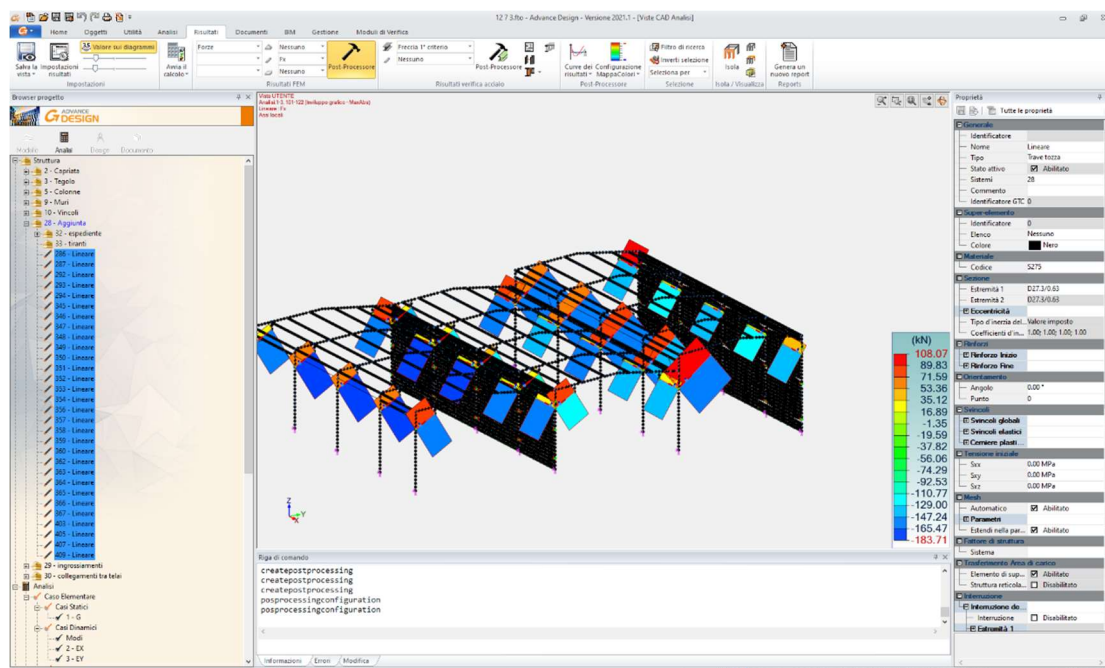 12 7 3.fto - Advance Design - Versione 2021.1 - [Viste CAD Analisi]
Home Oggetti Utilità Analisi Risultati Documenti BIM Gestione Moduli di Verifica
Salva la vista
Impostazioni risultati
Valore sui diagrammi
Impostazioni
Avvia il calcolo
Forze
Nessuno
Fx
Nessuno
Post-Processore
Risultati FEM
Freccia 1° criterio
Nessuno
Post-Processore
Risultati verifica acciaio
Curve dei risultati
Configurazione MappaColori
Post-Processore
Filtro di ricerca
Inverti selezione
Seleziona per
Selezione
Isola
Isola / Visualizza
Genera un nuovo report
Reports
Browser progetto
ADVANCE
DESIGN
Modello Analisi Design Documento
Struttura
2 - Capriata
3 - Tegolo
5 - Colonne
9 - Muri
10 - Vincoli
28 - Aggiunta
32 - espediente
33 - tiranti
286 - Lineare
287 - Lineare
292 - Lineare
293 - Lineare
294 - Lineare
345 - Lineare
346 - Lineare
347 - Lineare
348 - Lineare
349 - Lineare
350 - Lineare
351 - Lineare
352 - Lineare
353 - Lineare
354 - Lineare
356 - Lineare
357 - Lineare
358 - Lineare
359 - Lineare
360 - Lineare
362 - Lineare
363 - Lineare
364 - Lineare
365 - Lineare
366 - Lineare
367 - Lineare
403 - Lineare
405 - Lineare
407 - Lineare
408 - Lineare
29 - ingrossamenti
30 - collegamenti tra telai
Analisi
Caso Elementare
Casi Statici
1 - G
Casi Dinamici
Modi
2 - EX
3 - EY
Vista UTENTE
Lineare : Fx
Assi locali
Z
Y
X
(kN)
108.07
89.83
71.59
53.36
35.12
16.89
-1.35
-19.59
-37.82
-56.06
-74.29
-92.53
-110.77
-129.00
-147.24
-165.47
-183.71
Riga di comando
createpostprocessing
createpostprocessing
createpostprocessing
posprocessingconfiguration
posprocessingconfiguration
Informazioni Errori Modifica
Proprietà
Tutte le proprietà
Generale
Identificatore
Nome Lineare
Tipo Trave tozza
Stato attivo Abilitato
Sistemi 28
Commento
Identificatore GTC 0
Super-elemento
Identificatore 0
Elenco Nessuno
Colore Nero
Materiale
Codice S275
Sezione
Estremità 1 D27.3/0.63
Estremità 2 D27.3/0.63
Eccentricità
Tipo d'inerzia del... Valore imposto
Coefficienti d'in... 1.00; 1.00; 1.00; 1.00
Rinforzi
Rinforzo Inizio
Rinforzo Fine
Orientamento
Angolo 0.00 °
Punto 0
Svincoli
Svincoli globali
Svincoli elastici
Cerniere plasti...
Tensione iniziale
Sxx 0.00 MPa
Sxy 0.00 MPa
Sxz 0.00 MPa
Mesh
Automatico Abilitato
Parametri
Estendi nella par... Abilitato
Fattore di struttura
Sistema
Trasferimento Area di carico
Elemento di sup... Abilitato
Struttura reticola... Disabilitato
Interruzione
Interruzione de...
Interruzione Disabilitato
Estremità 1